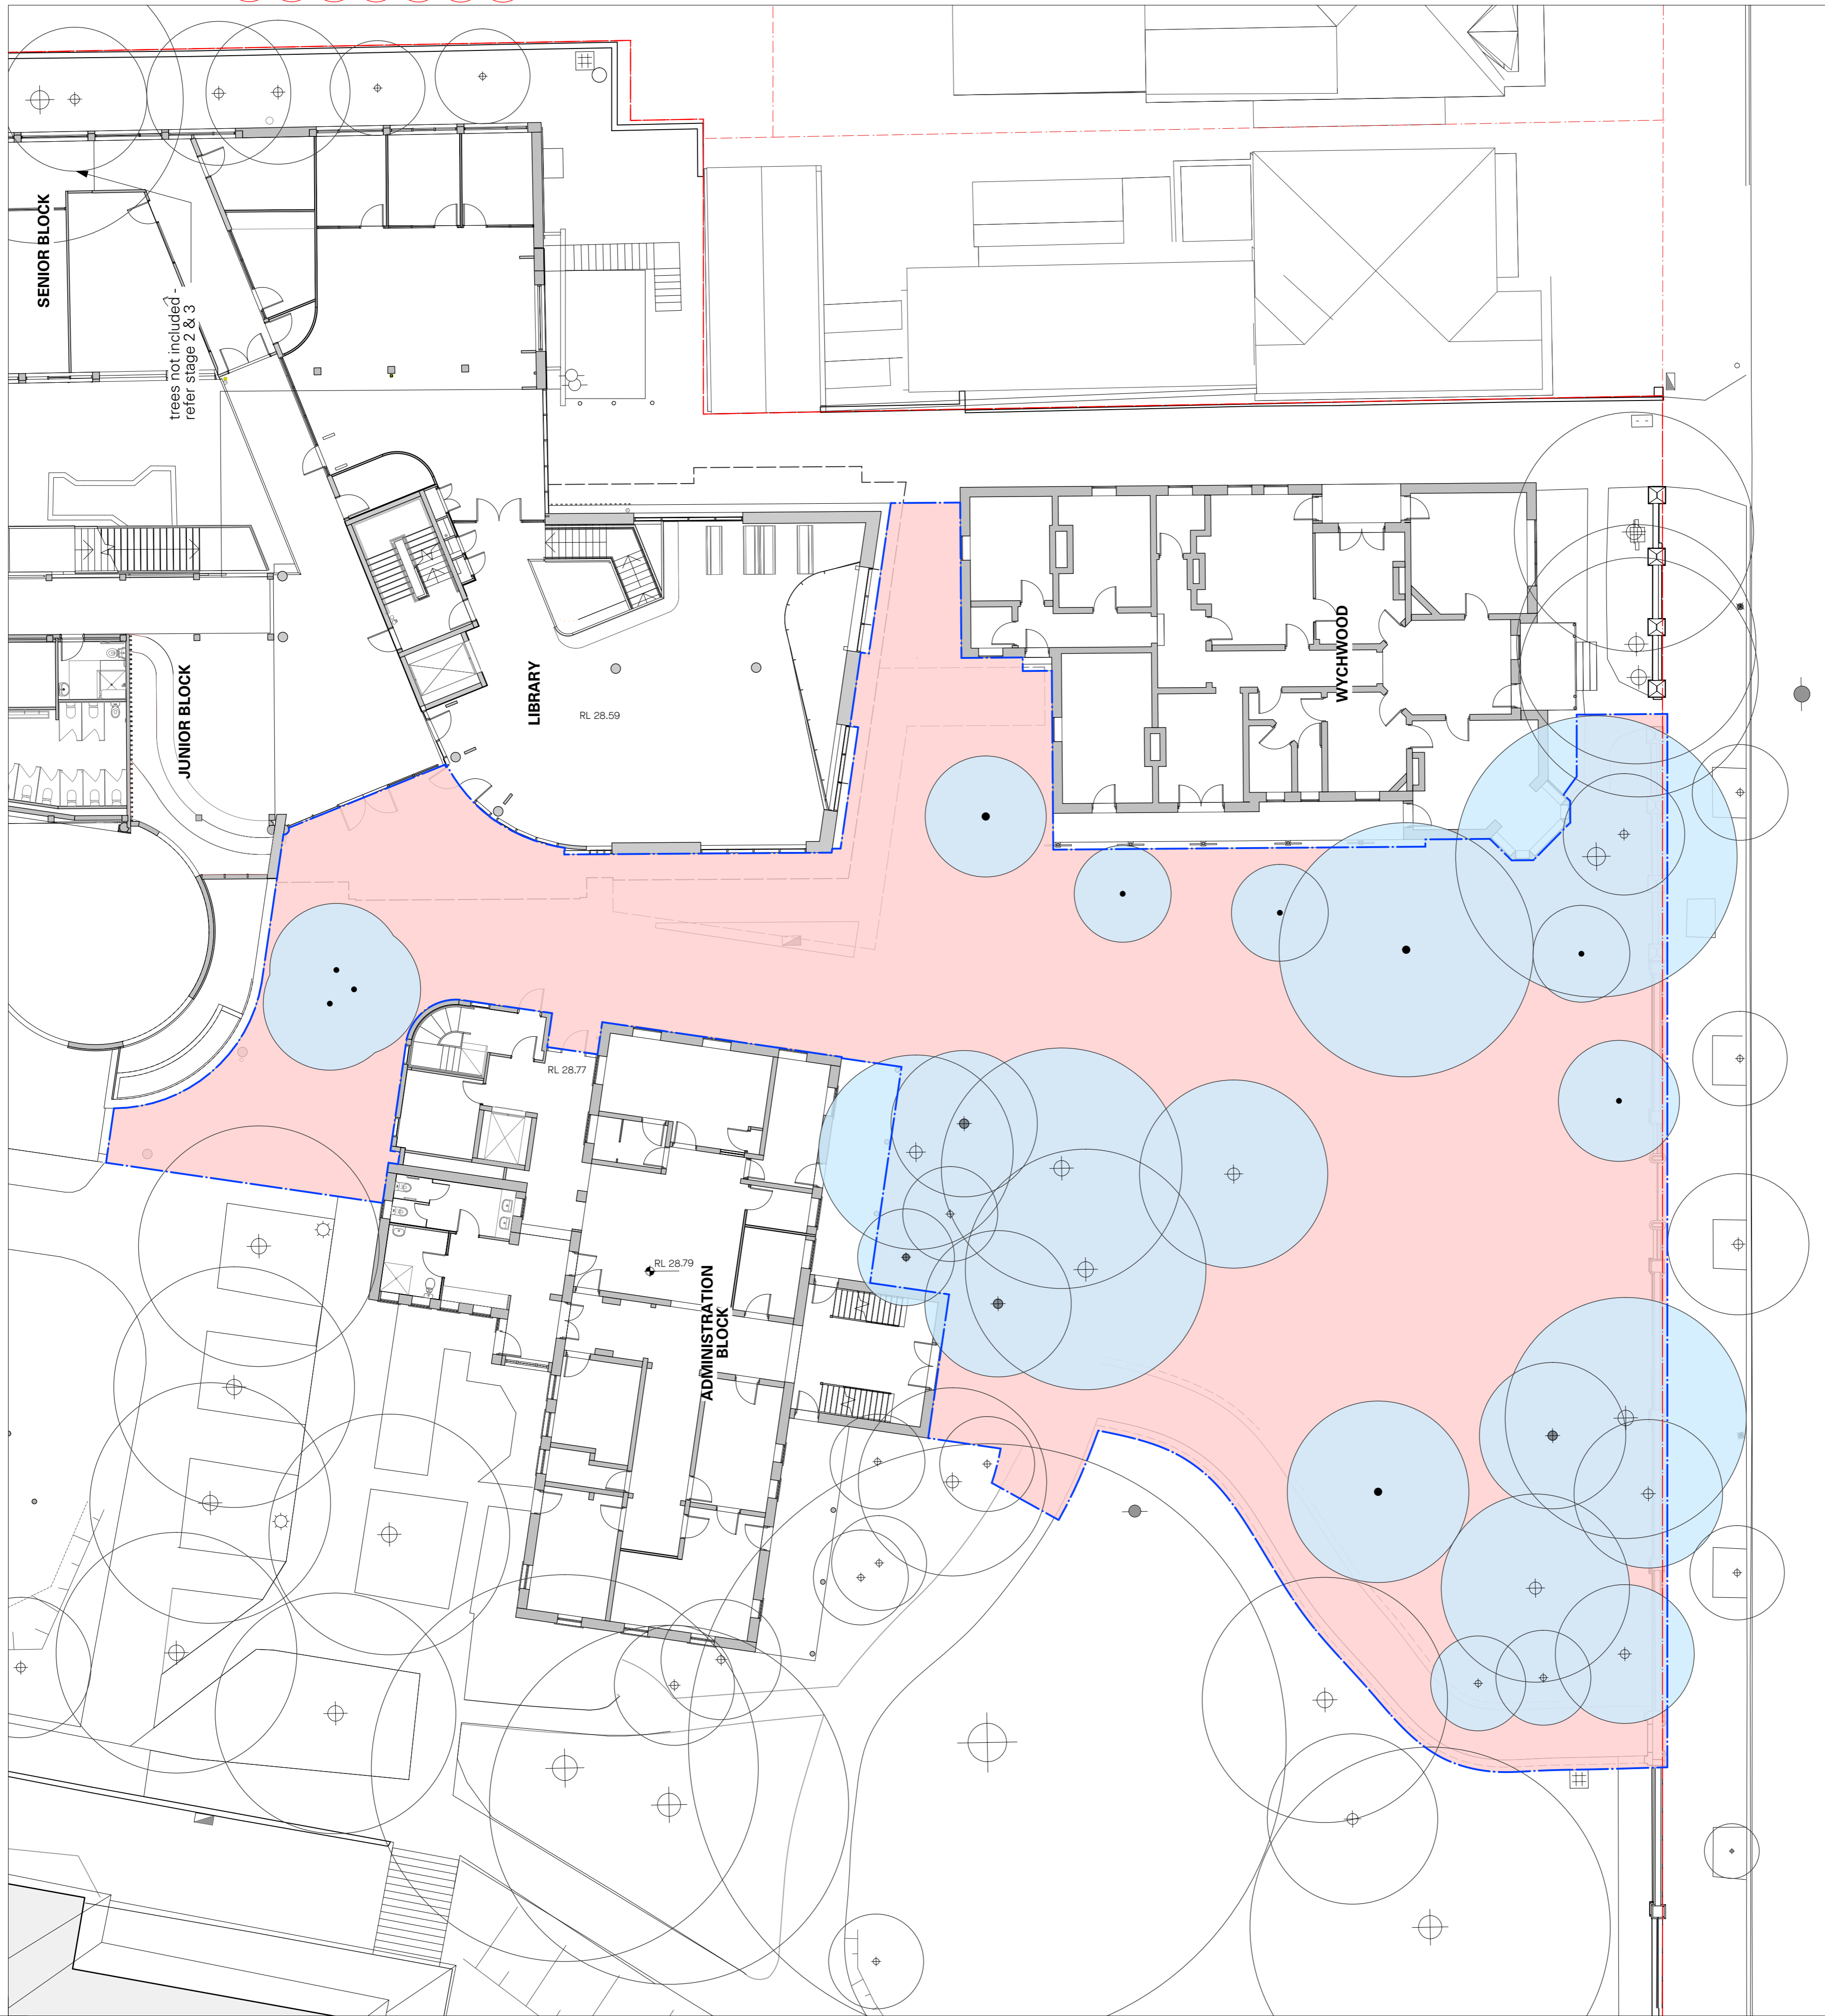 SENIOR BLOCK
trees not included -
refer stage 2 & 3
JUNIOR BLOCK
LIBRARY
RL 28.59
WYCHWOOD
RL 28.77
RL 28.79
ADMINISTRATION
BLOCK